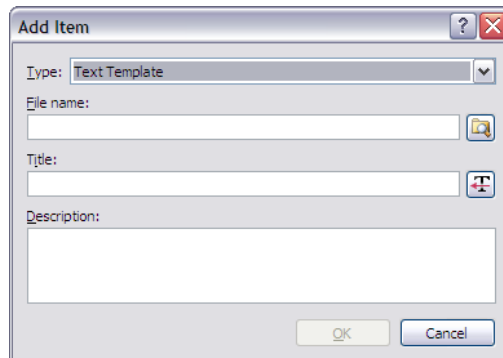 Add Item
Type: Text Template
File name:
Title:
Description:
OK Cancel